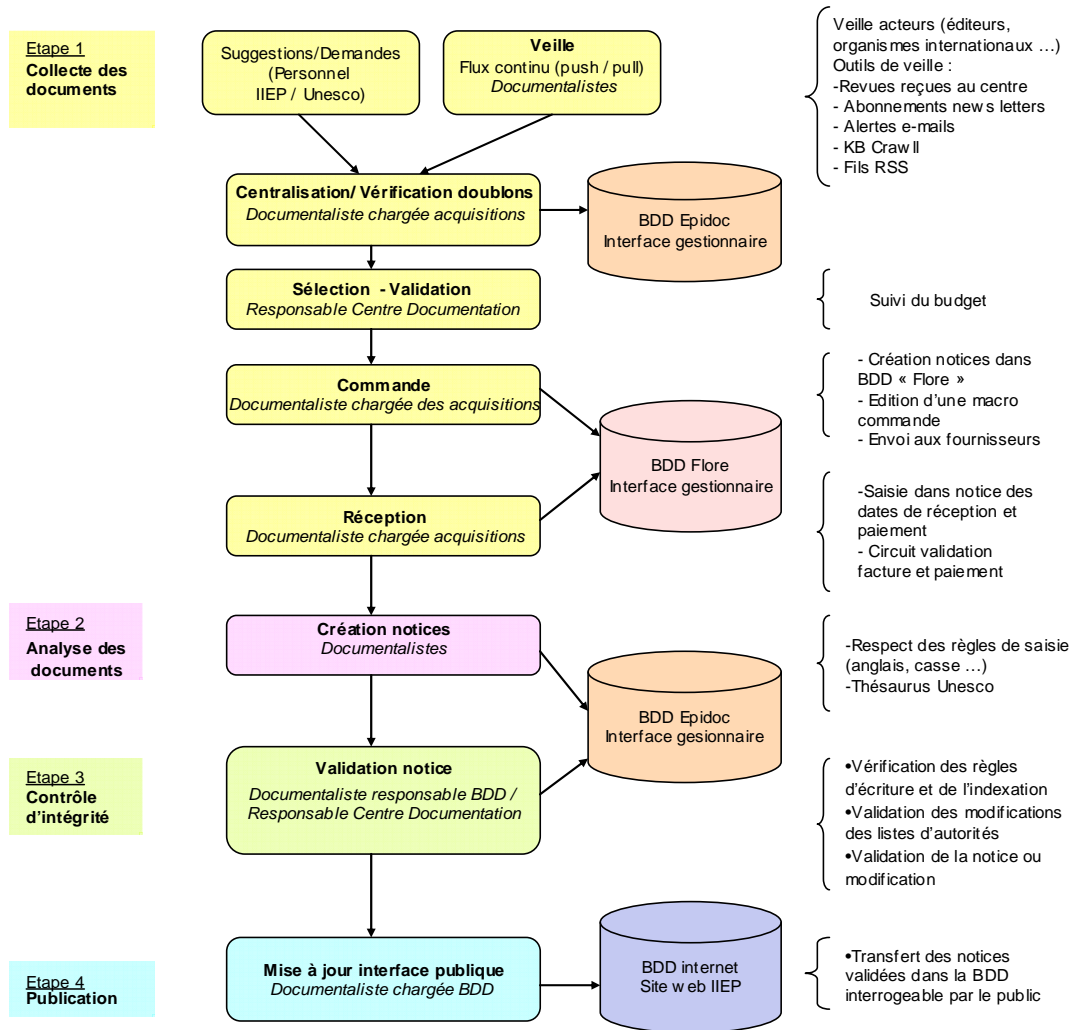 Etape 1
Collecte des
documents
Suggestions/Demandes
(Personnel
IIEP / Unesco)
Veille
Flux continu (push / pull)
Documentalistes
Veille acteurs (éditeurs,
organismes internationaux …)
Outils de veille :
-Revues reçues au centre
- Abonnements news letters
- Alertes e-mails
- KB Crawll
- Fils RSS
Centralisation/ Vérification doublons
Documentaliste chargée acquisitions
BDD Epidoc
Interface gestionnaire
Sélection - Validation
Responsable Centre Documentation
Suivi du budget
Commande
Documentaliste chargée des acquisitions
- Création notices dans
BDD « Flore »
- Edition d'une macro
commande
- Envoi aux fournisseurs
BDD Flore
Interface gestionnaire
Réception
Documentaliste chargée acquisitions
-Saisie dans notice des
dates de réception et
paiement
- Circuit validation
facture et paiement
Etape 2
Analyse des
documents
Création notices
Documentalistes
-Respect des règles de saisie
(anglais, casse …)
-Thésaurus Unesco
BDD Epidoc
Interface gesionnaire
Etape 3
Contrôle
d'intégrité
Validation notice
Documentaliste responsable BDD /
Responsable Centre Documentation
•Vérification des règles
d'écriture et de l'indexation
•Validation des modifications
des listes d'autorités
•Validation de la notice ou
modification
Etape 4
Publication
Mise à jour interface publique
Documentaliste chargée BDD
BDD internet
Site web IIEP
•Transfert des notices
validées dans la BDD
interrogeable par le public